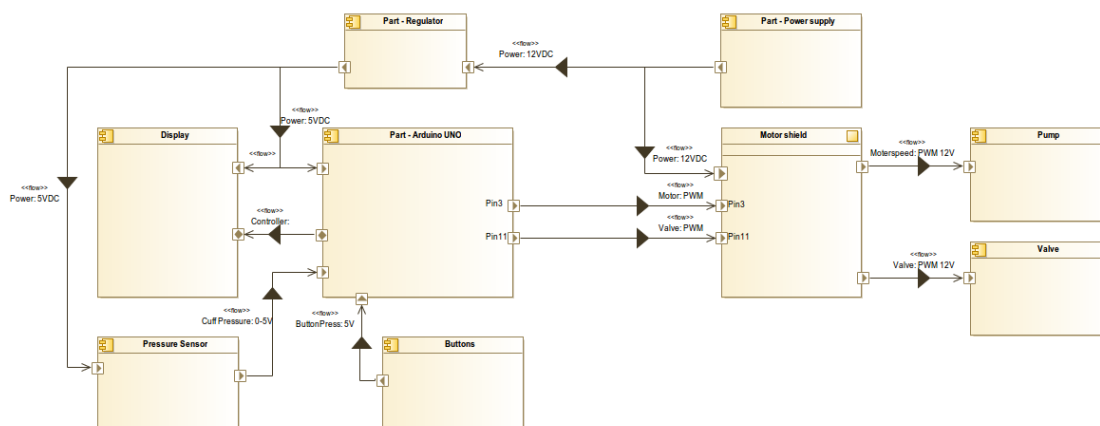 Part - Regulator
Part - Power supply
<<flow>>
Power: 12VDC
<<flow>>
Power: 5VDC
Display
Part - Arduino UNO
Motor shield
Pump
<<flow>>
<<flow>>
Power: 12VDC
<<flow>>
Moterspeed: PWM 12V
<<flow>>
Power: 5VDC
<<flow>>
Motor: PWM
Pin3
Pin3
<<flow>>
Controller:
<<flow>>
Valve: PWM
Pin11
Pin11
Valve
<<flow>>
Valve: PWM 12V
<<flow>>
Cuff Pressure: 0-5V
<<flow>>
ButtonPress: 5V
Pressure Sensor
Buttons